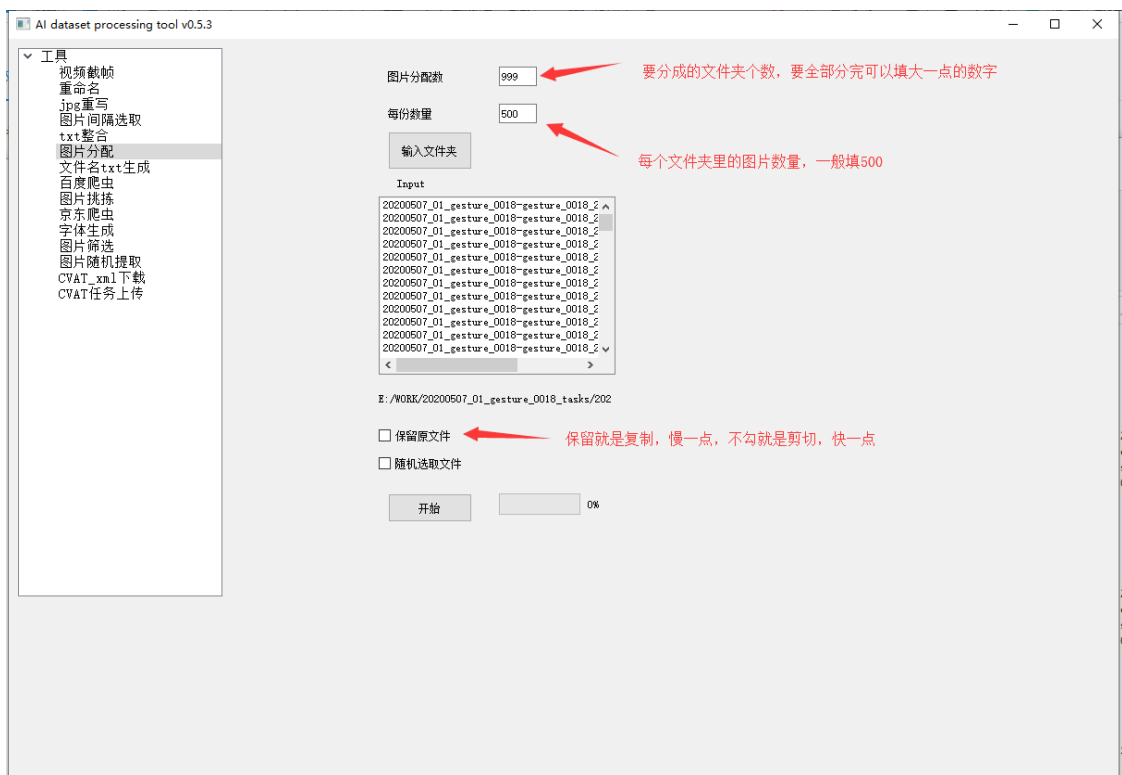 AI dataset processing tool v0.5.3
工具
视频截帧
重命名
jpg重写
图片间隔选取
txt整合
图片分配
文件名txt生成
百度爬虫
图片挑拣
京东爬虫
字体生成
图片筛选
图片随机提取
CVAT_xml下载
CVAT任务上传
图片分配数 999
要分成的文件夹个数，要全部分完可以填大一点的数字
每份数量 500
每个文件夹里的图片数量，一般填500
输入文件夹
Input
20200507_01_gesture_0018-gesture_0018_2
20200507_01_gesture_0018-gesture_0018_2
20200507_01_gesture_0018-gesture_0018_2
20200507_01_gesture_0018-gesture_0018_2
20200507_01_gesture_0018-gesture_0018_2
20200507_01_gesture_0018-gesture_0018_2
20200507_01_gesture_0018-gesture_0018_2
20200507_01_gesture_0018-gesture_0018_2
20200507_01_gesture_0018-gesture_0018_2
20200507_01_gesture_0018-gesture_0018_2
20200507_01_gesture_0018-gesture_0018_2
20200507_01_gesture_0018-gesture_0018_2
E:/WORK/20200507_01_gesture_0018_tasks/202
保留原文件
保留就是复制，慢一点，不勾就是剪切，快一点
随机选取文件
开始 0%